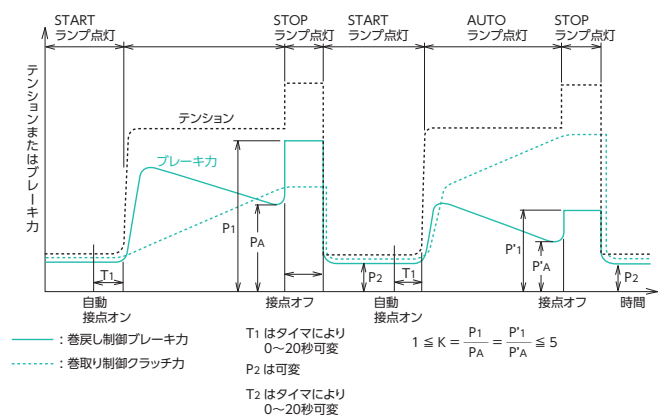 START
ランプ点灯
STOP
ランプ点灯
START
ランプ点灯
AUTO
ランプ点灯
STOP
ランプ点灯
テンションまたはブレーキ力
テンション
ブレーキ力
P1
PA
P2
P'1
P'A
P2
T1
T1
自動
接点オン
接点オフ
自動
接点オン
接点オフ
時間
：巻戻し制御ブレーキ力
：巻取り制御クラッチ力
T1 はタイマにより
0〜20秒可変
P2 は可変
T2 はタイマにより
0〜20秒可変
1 ≦ K = P1/PA = P'1/P'A ≦ 5